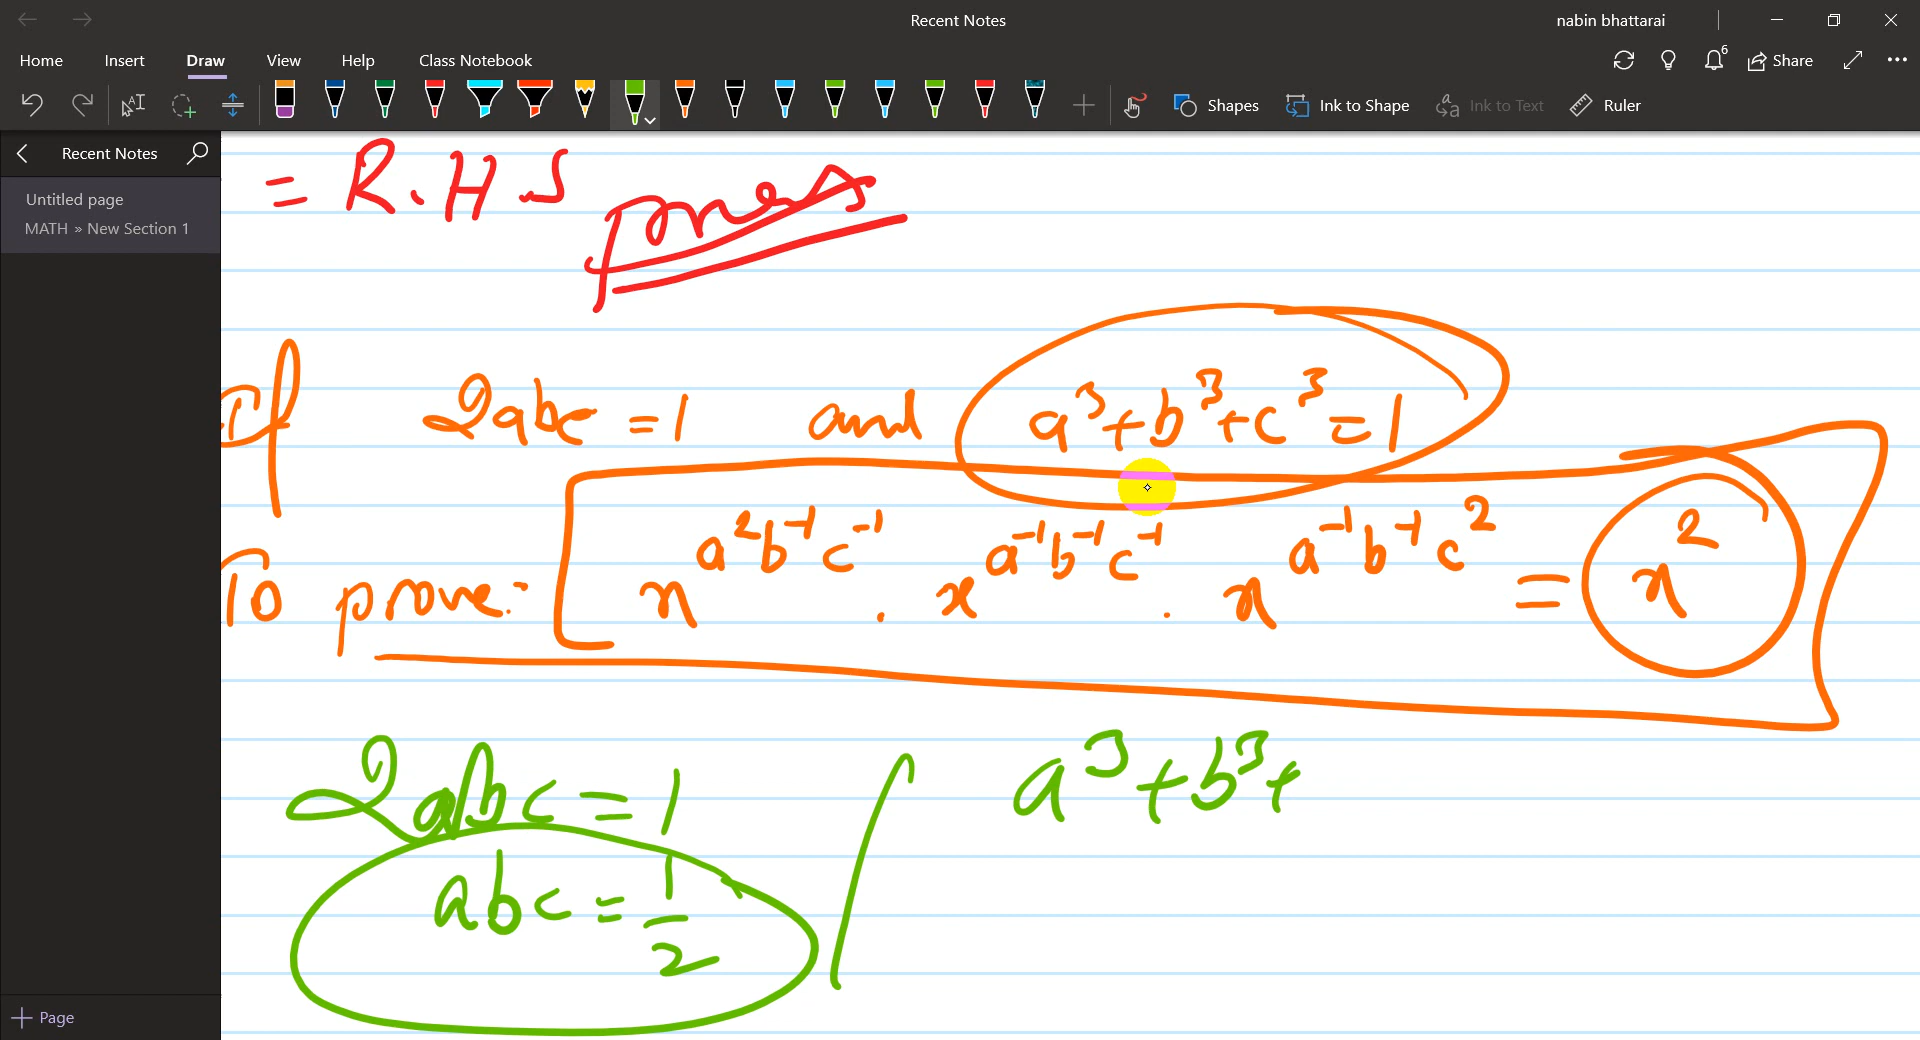 Recent Notes
nabin bhattarai
Home Insert Draw View Help Class Notebook
6
Share
Shapes
Ink to Shape
Ink to Text
Ruler
Recent Notes
Untitled page
MATH » New Section 1
= R.H.S
If 2abc = 1 and a³ + b³ + c³ = 1
To prove:- x^(a²b⁻¹c⁻¹) . x^(a⁻¹b⁻¹c⁻¹) . x^(a⁻¹b⁻¹c²) = x²
2abc = 1
a³ + b³ +
abc = 1/2
+ Page